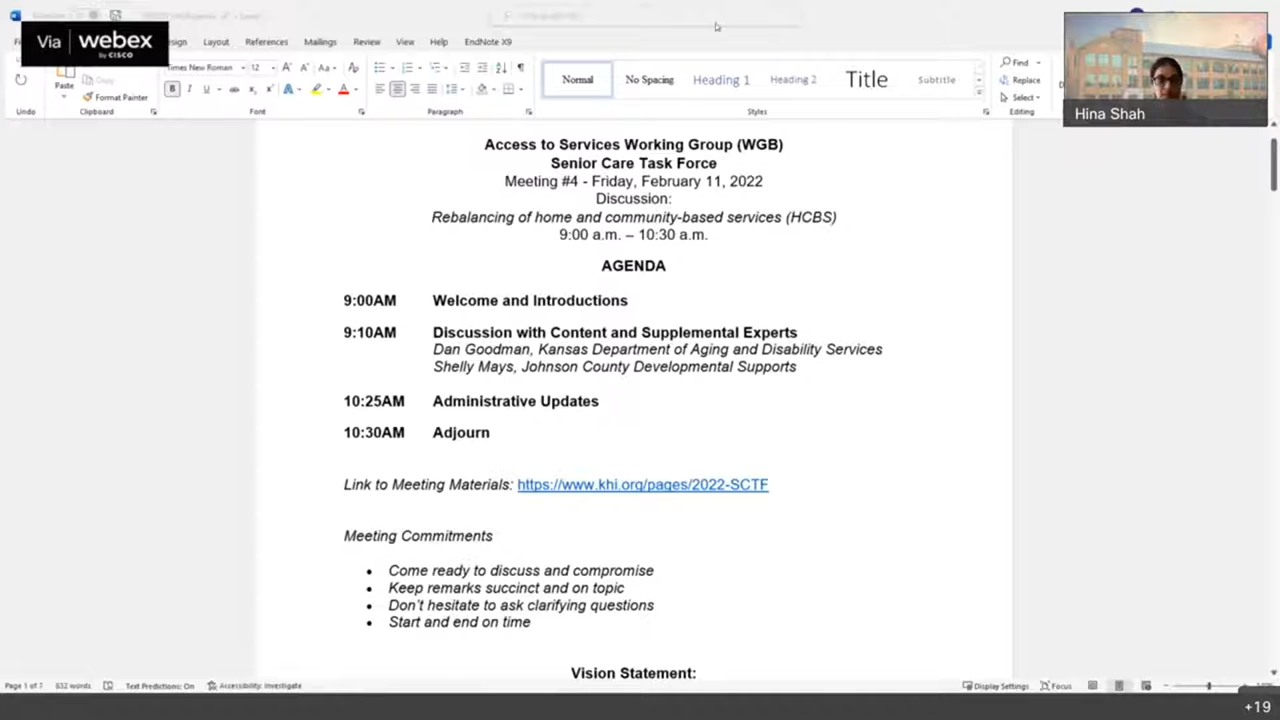 Via webex
by CISCO
sign Layout References Mailings Review View Help EndNote X9
Times New Roman 12 Aa
Paste Copy
Format Painter
Normal No Spacing Heading 1 Heading 2 Title Subtitle
Find
Replace
Select
Undo Clipboard Font Paragraph Styles Editing
Hina Shah
Access to Services Working Group (WGB)
Senior Care Task Force
Meeting #4 - Friday, February 11, 2022
Discussion:
Rebalancing of home and community-based services (HCBS)
9:00 a.m. – 10:30 a.m.
AGENDA
9:00AM Welcome and Introductions
9:10AM Discussion with Content and Supplemental Experts
Dan Goodman, Kansas Department of Aging and Disability Services
Shelly Mays, Johnson County Developmental Supports
10:25AM Administrative Updates
10:30AM Adjourn
Link to Meeting Materials: https://www.khi.org/pages/2022-SCTF
Meeting Commitments
• Come ready to discuss and compromise
• Keep remarks succinct and on topic
• Don't hesitate to ask clarifying questions
• Start and end on time
Vision Statement:
Page 1 of 7 632 words Text Predictions: On Accessibility: Investigate Display Settings Focus
+19